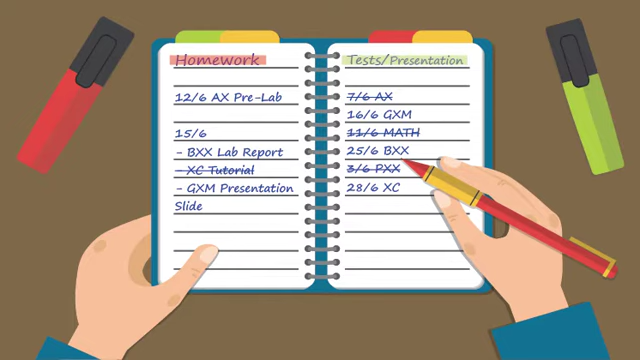 Homework
12/6 AX Pre-Lab
15/6
- BXX Lab Report
- XC Tutorial
- GXM Presentation
Slide
Tests/Presentation
7/6 AX
16/6 GXM
11/6 MATH
25/6 BXX
3/6 PXX
28/6 XC